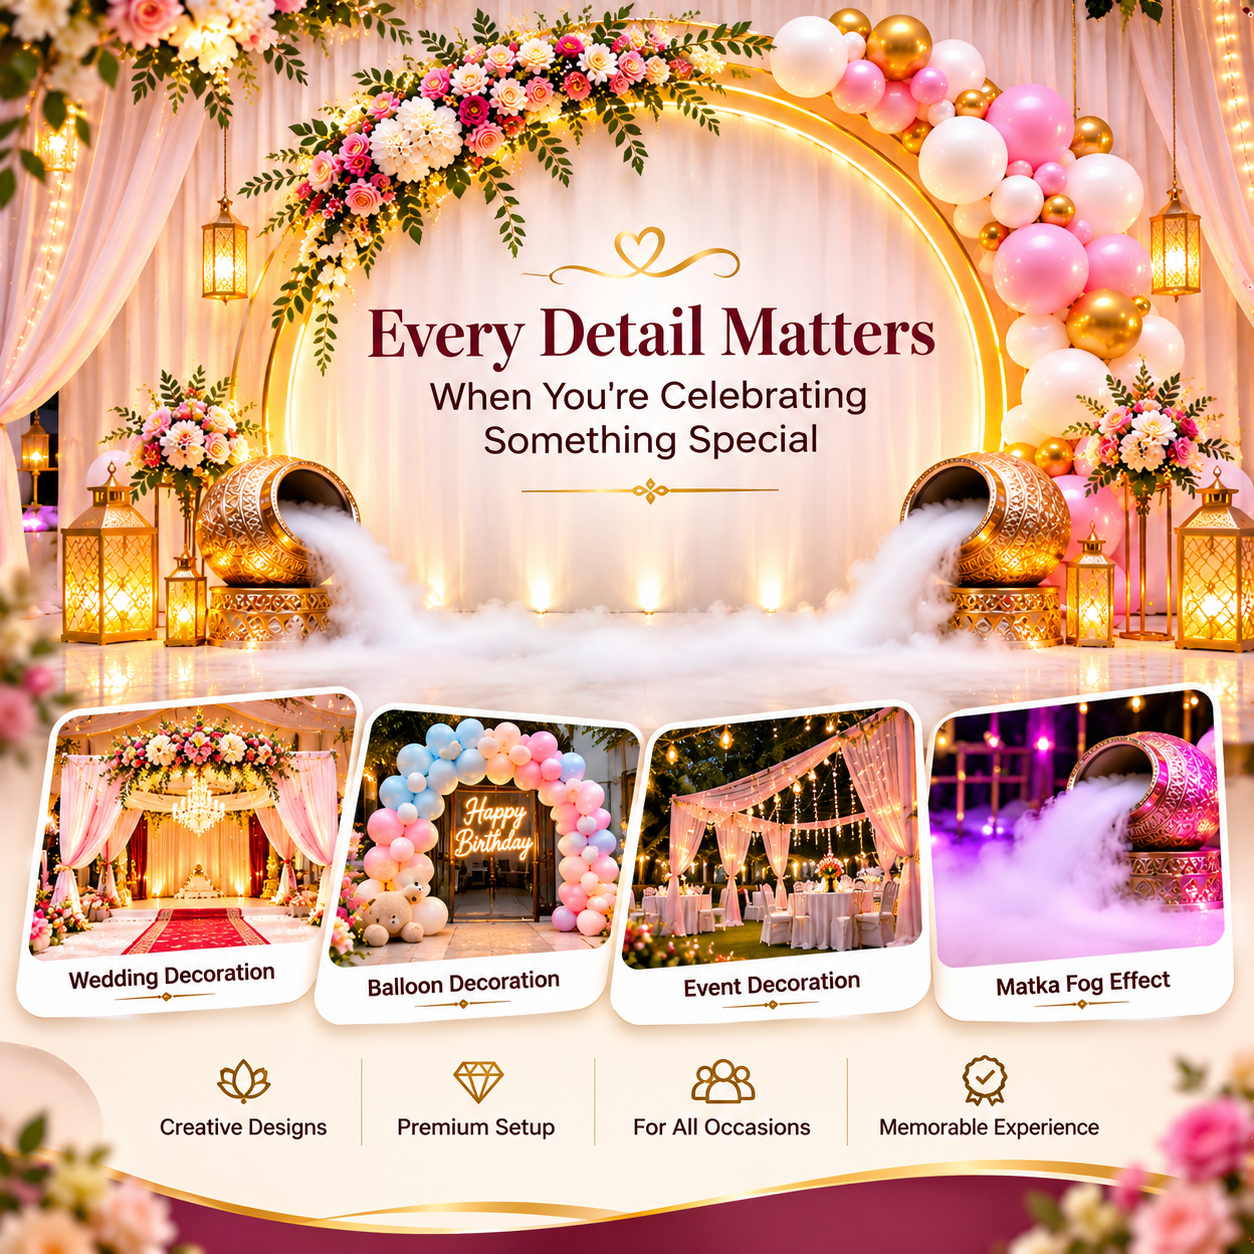 Every Detail Matters
When You're Celebrating
Something Special
Happy
Birthday
Wedding Decoration
Balloon Decoration
Event Decoration
Matka Fog Effect
Creative Designs
Premium Setup
For All Occasions
Memorable Experience